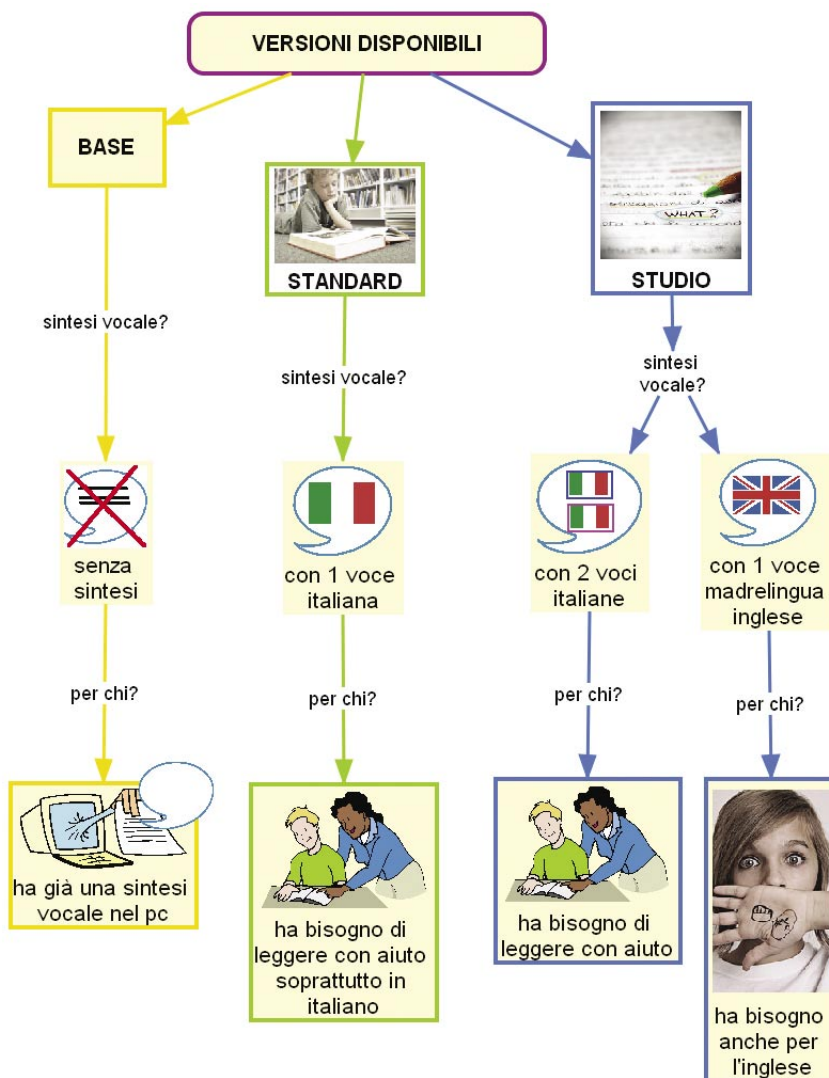 VERSIONI DISPONIBILI
BASE
STANDARD
WHAT?
STUDIO
sintesi vocale?
sintesi vocale?
sintesi
vocale?
senza
sintesi
con 1 voce
italiana
con 2 voci
italiane
con 1 voce
madrelingua
inglese
per chi?
per chi?
per chi?
per chi?
ha già una sintesi
vocale nel pc
ha bisogno di
leggere con aiuto
soprattutto in
italiano
ha bisogno di
leggere con aiuto
ha bisogno
anche per
l'inglese